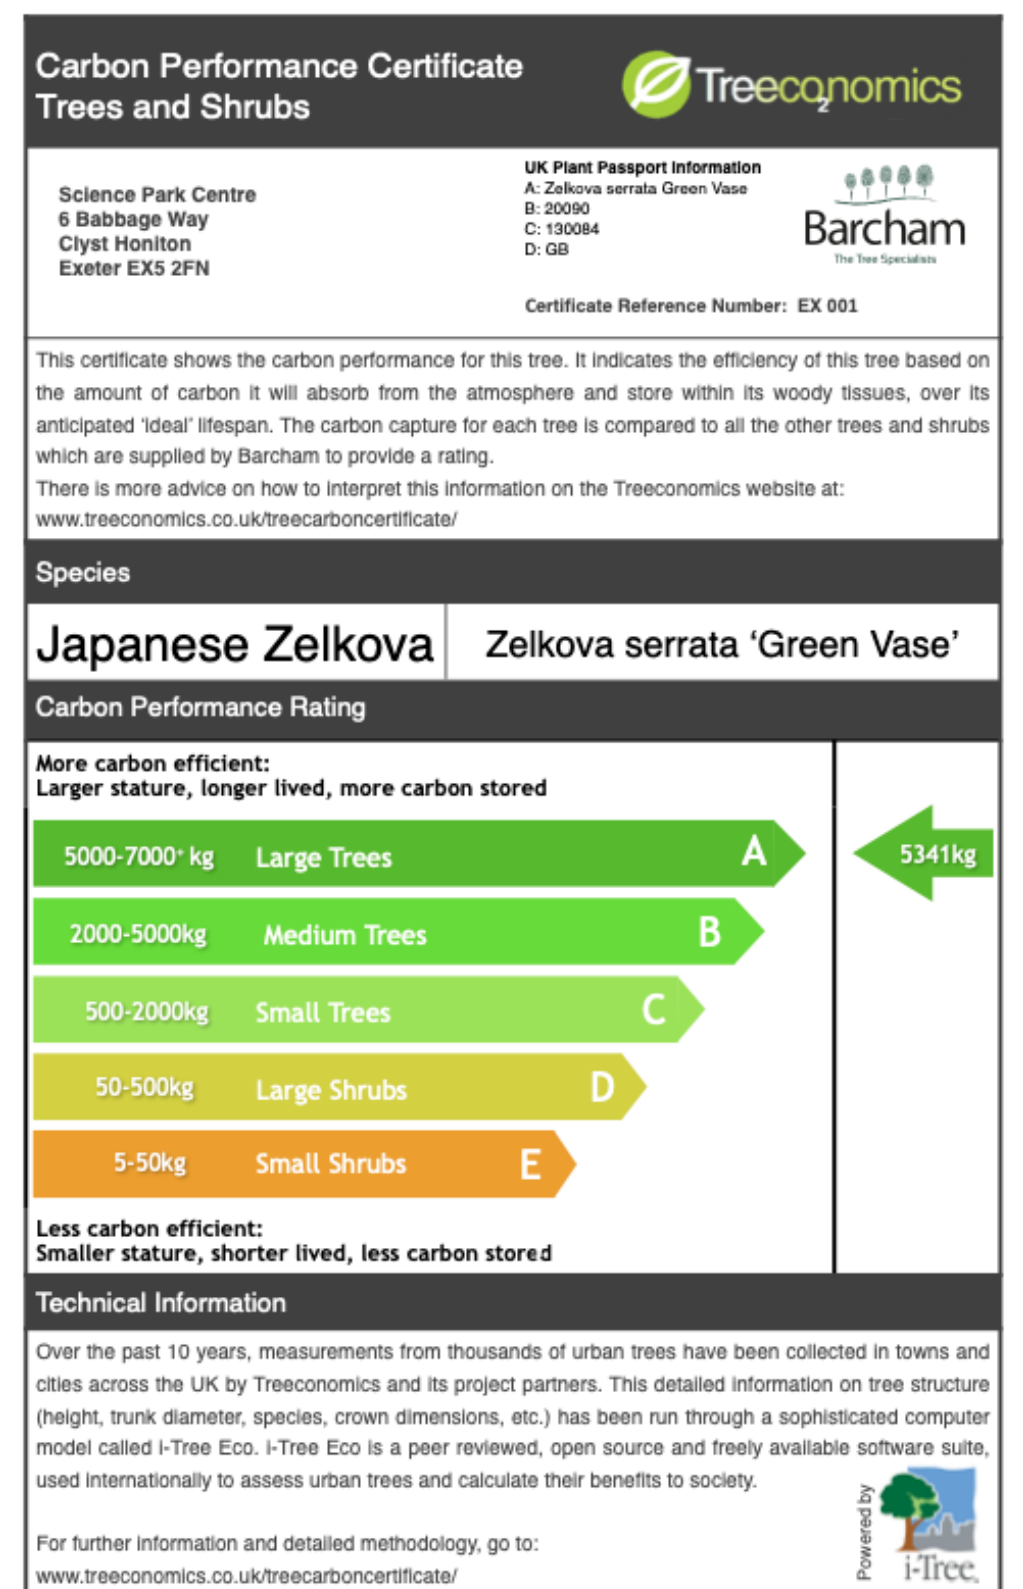 Carbon Performance Certificate
Trees and Shrubs
Treeco2nomics
Science Park Centre
6 Babbage Way
Clyst Honiton
Exeter EX5 2FN
UK Plant Passport Information
A: Zelkova serrata Green Vase
B: 20090
C: 130084
D: GB
Barcham
The Tree Specialists
Certificate Reference Number: EX 001
This certificate shows the carbon performance for this tree. It indicates the efficiency of this tree based on
the amount of carbon it will absorb from the atmosphere and store within its woody tissues, over its
anticipated ‘ideal’ lifespan. The carbon capture for each tree is compared to all the other trees and shrubs
which are supplied by Barcham to provide a rating.
There is more advice on how to interpret this information on the Treeconomics website at:
www.treeconomics.co.uk/treecarboncertificate/
Species
Japanese Zelkova
Zelkova serrata ‘Green Vase’
Carbon Performance Rating
More carbon efficient:
Larger stature, longer lived, more carbon stored
5000-7000+ kg Large Trees A
5341kg
2000-5000kg Medium Trees B
500-2000kg Small Trees C
50-500kg Large Shrubs D
5-50kg Small Shrubs E
Less carbon efficient:
Smaller stature, shorter lived, less carbon stored
Technical Information
Over the past 10 years, measurements from thousands of urban trees have been collected in towns and
cities across the UK by Treeconomics and its project partners. This detailed information on tree structure
(height, trunk diameter, species, crown dimensions, etc.) has been run through a sophisticated computer
model called i-Tree Eco. i-Tree Eco is a peer reviewed, open source and freely available software suite,
used internationally to assess urban trees and calculate their benefits to society.
For further information and detailed methodology, go to:
www.treeconomics.co.uk/treecarboncertificate/
Powered by
i-Tree